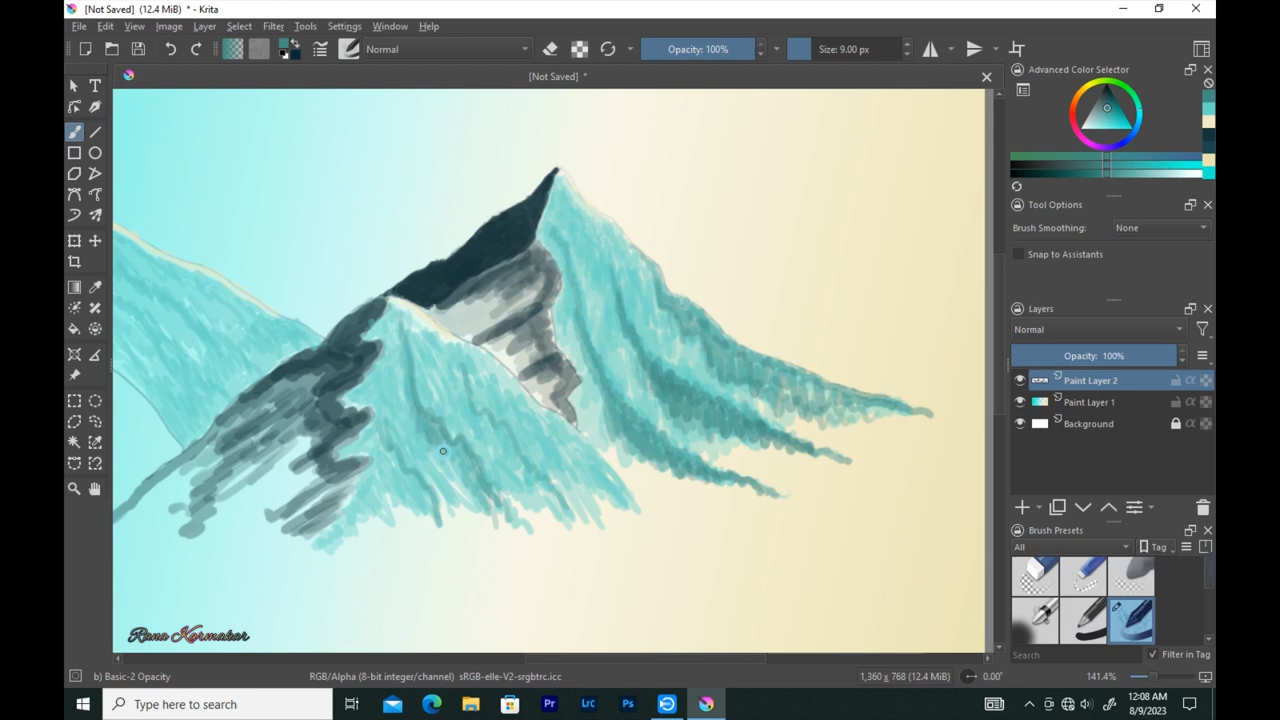 [Not Saved] (12.4 MiB) * - Krita
File Edit View Image Layer Select Filter Tools Settings Window Help
Normal
Opacity: 100%
Size: 9.00 px
[Not Saved] *
Advanced Color Selector
Tool Options
Brush Smoothing: None
Snap to Assistants
Layers
Normal
Opacity: 100%
Paint Layer 2
Paint Layer 1
Background
Brush Presets
All
Tag
Search
Filter in Tag
Rana Karmakar
b) Basic-2 Opacity
RGB/Alpha (8-bit integer/channel) sRGB-elle-V2-srgbtrc.icc
1,360 x 768 (12.4 MiB)
0.00°
141.4%
Type here to search
Pr
Lrc
Ps
12:08 AM
8/9/2023